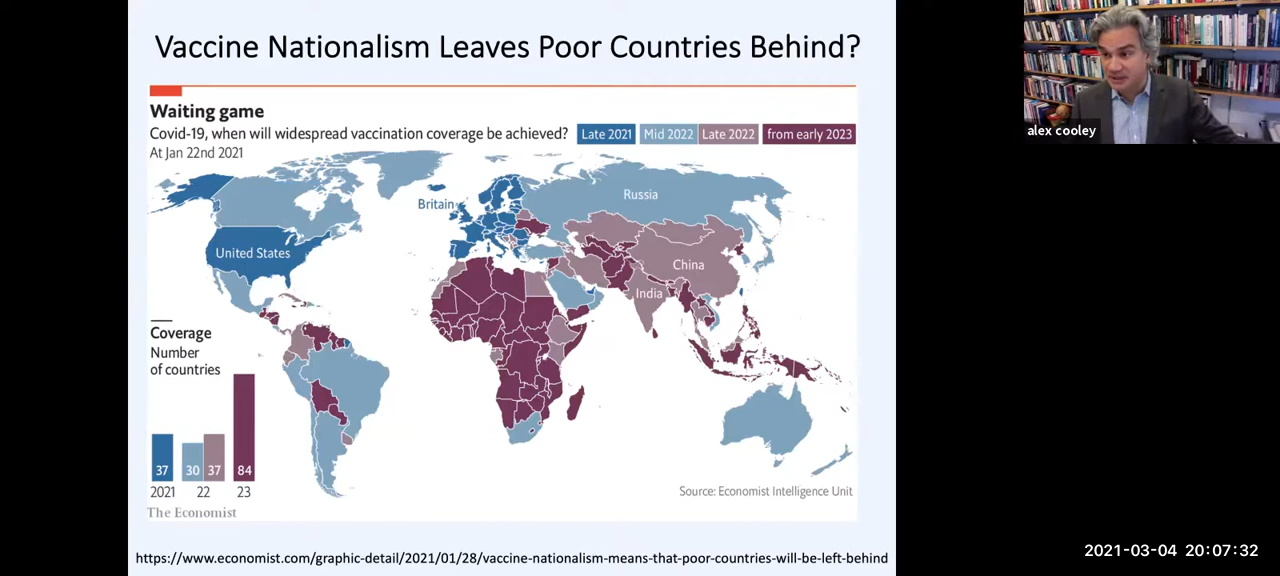 Vaccine Nationalism Leaves Poor Countries Behind?
alex cooley
Waiting game
Covid-19, when will widespread vaccination coverage be achieved? Late 2021 Mid 2022 Late 2022 from early 2023
At Jan 22nd 2021
Russia
Britain
United States
China
India
Coverage
Number
of countries
37 30 37 84
2021 22 23
Source: Economist Intelligence Unit
The Economist
2021-03-04 20:07:32
https://www.economist.com/graphic-detail/2021/01/28/vaccine-nationalism-means-that-poor-countries-will-be-left-behind